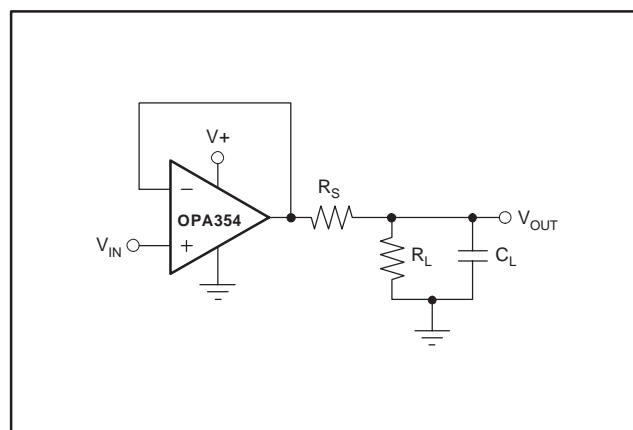 V+
R_S
−
OPA354
V_OUT
V_IN
+
R_L
C_L